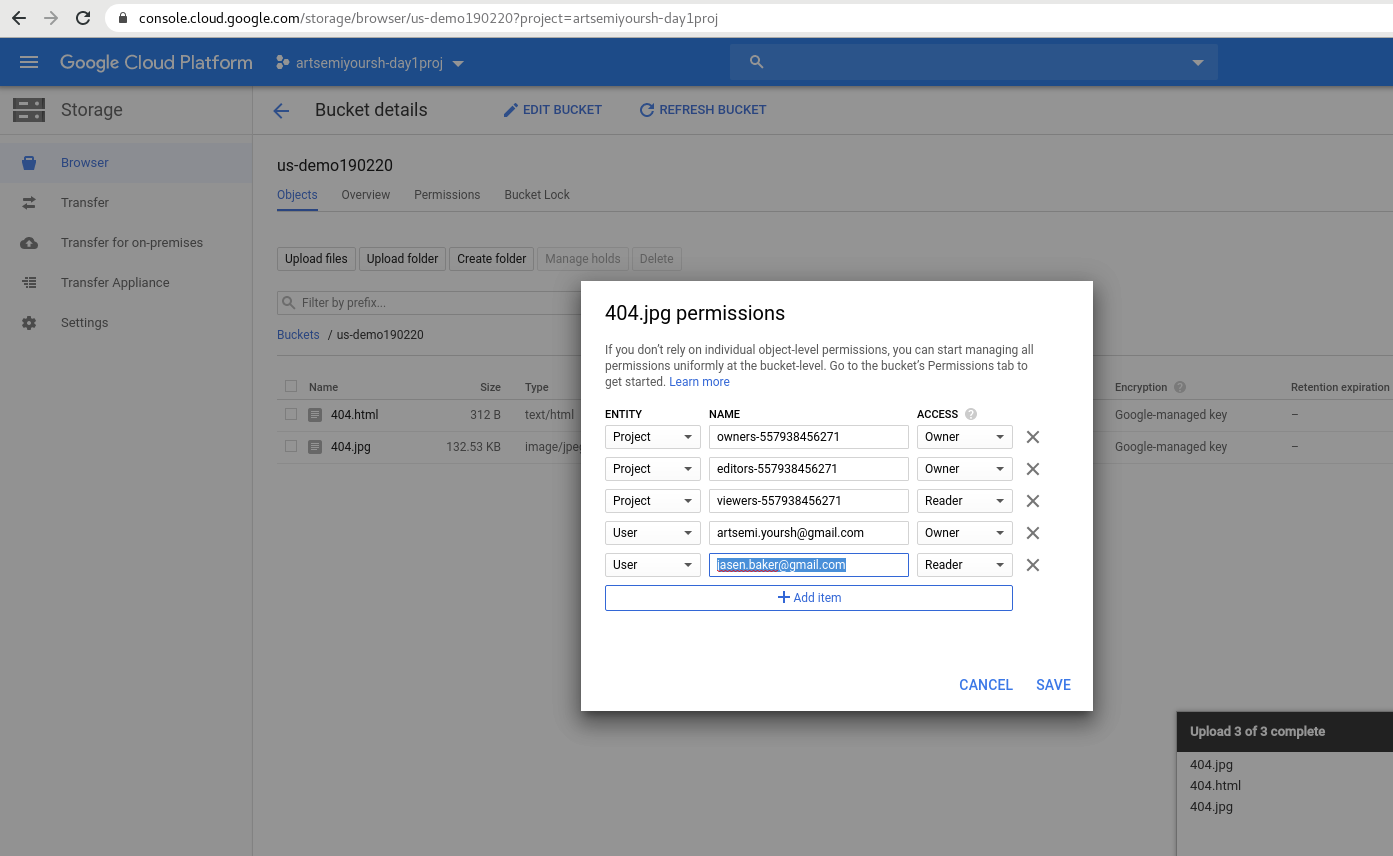 console.cloud.google.com/storage/browser/us-demo190220?project=artsemiyoursh-day1proj
Google Cloud Platform
artsemiyoursh-day1proj
Storage
Bucket details
EDIT BUCKET
REFRESH BUCKET
Browser
Transfer
Transfer for on-premises
Transfer Appliance
Settings
us-demo190220
Objects Overview Permissions Bucket Lock
Upload files Upload folder Create folder Manage holds Delete
Filter by prefix...
Buckets / us-demo190220
Name Size Type Encryption ? Retention expiration
404.html 312 B text/html Google-managed key –
404.jpg 132.53 KB image/jpe Google-managed key –
404.jpg permissions
If you don't rely on individual object-level permissions, you can start managing all
permissions uniformly at the bucket-level. Go to the bucket's Permissions tab to
get started. Learn more
ENTITY NAME ACCESS ?
Project owners-557938456271 Owner
Project editors-557938456271 Owner
Project viewers-557938456271 Reader
User artsemi.yoursh@gmail.com Owner
User jasen.baker@gmail.com Reader
+ Add item
CANCEL SAVE
Upload 3 of 3 complete
404.jpg
404.html
404.jpg